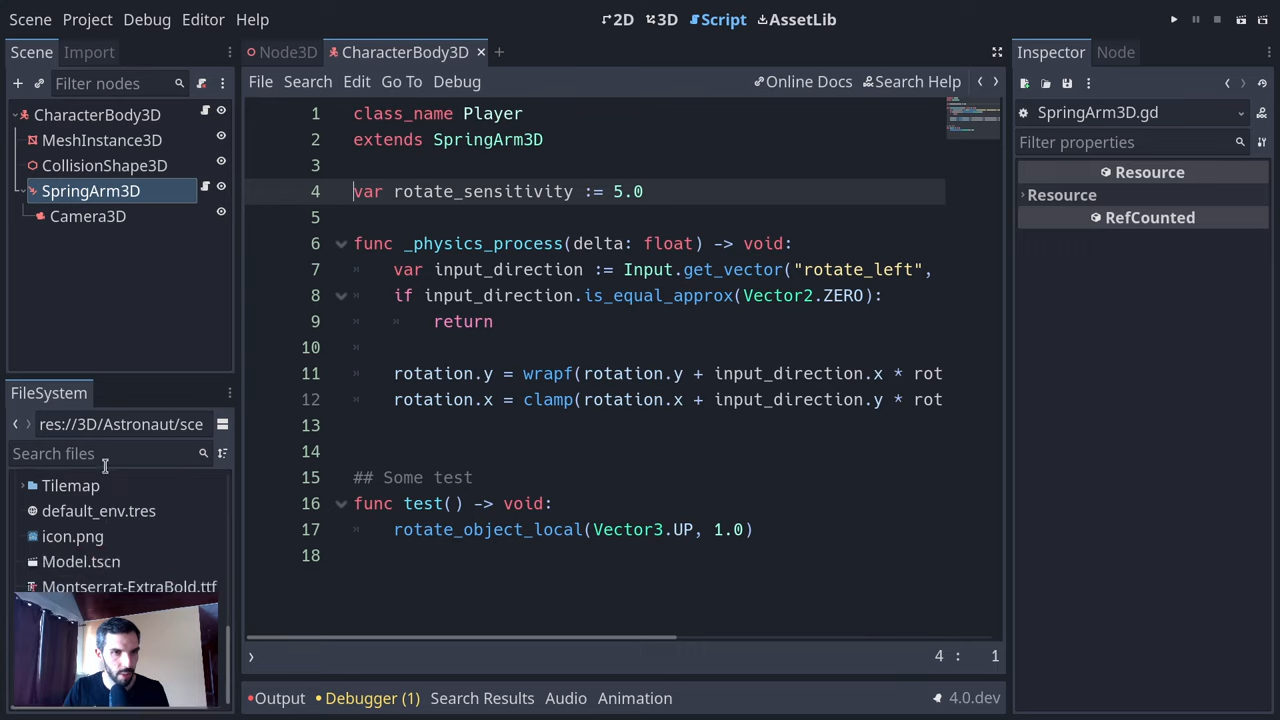 Scene Project Debug Editor Help
2D 3D Script AssetLib
Scene Import
Filter nodes
CharacterBody3D
MeshInstance3D
CollisionShape3D
SpringArm3D
Camera3D
FileSystem
res://3D/Astronaut/sce
Search files
Tilemap
default_env.tres
icon.png
Model.tscn
Montserrat-ExtraBold.ttf
Node3D CharacterBody3D
File Search Edit Go To Debug Online Docs Search Help
1 class_name Player
2 extends SpringArm3D
3
4 var rotate_sensitivity := 5.0
5
6 func _physics_process(delta: float) -> void:
7 var input_direction := Input.get_vector("rotate_left",
8 if input_direction.is_equal_approx(Vector2.ZERO):
9 return
10
11 rotation.y = wrapf(rotation.y + input_direction.x * rot
12 rotation.x = clamp(rotation.x + input_direction.y * rot
13
14
15 ## Some test
16 func test() -> void:
17 rotate_object_local(Vector3.UP, 1.0)
18
4 : 1
Output Debugger (1) Search Results Audio Animation 4.0.dev
Inspector Node
SpringArm3D.gd
Filter properties
Resource
Resource
RefCounted